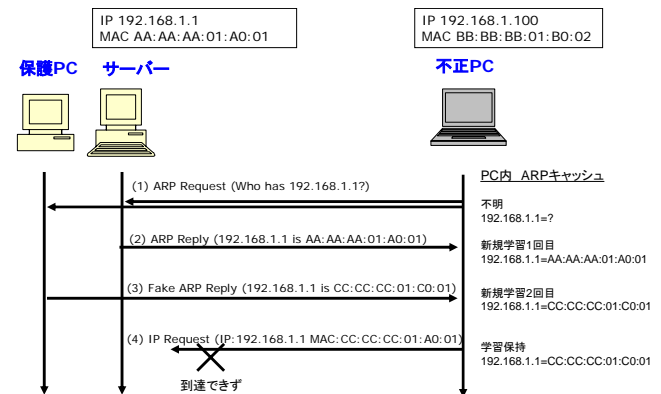 IP 192.168.1.1
MAC AA:AA:AA:01:A0:01
IP 192.168.1.100
MAC BB:BB:BB:01:B0:02
保護PC
サーバー
不正PC
PC内 ARPキャッシュ
(1) ARP Request (Who has 192.168.1.1?)
不明
192.168.1.1=?
(2) ARP Reply (192.168.1.1 is AA:AA:AA:01:A0:01)
新規学習1回目
192.168.1.1=AA:AA:AA:01:A0:01
(3) Fake ARP Reply (192.168.1.1 is CC:CC:CC:01:C0:01)
新規学習2回目
192.168.1.1=CC:CC:CC:01:C0:01
(4) IP Request (IP:192.168.1.1 MAC:CC:CC:CC:01:A0:01)
学習保持
192.168.1.1=CC:CC:CC:01:C0:01
到達できず